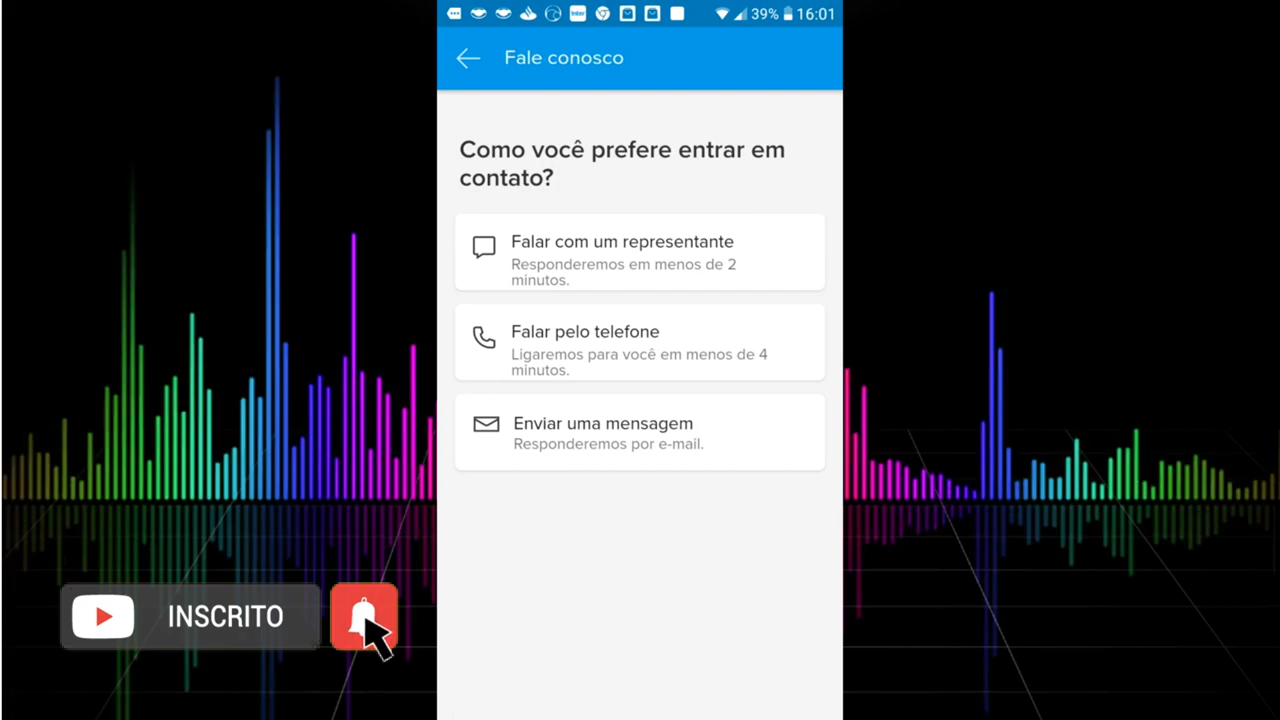 39% 16:01
Fale conosco
Como você prefere entrar em
contato?
Falar com um representante
Responderemos em menos de 2
minutos.
Falar pelo telefone
Ligaremos para você em menos de 4
minutos.
Enviar uma mensagem
Responderemos por e-mail.
INSCRITO